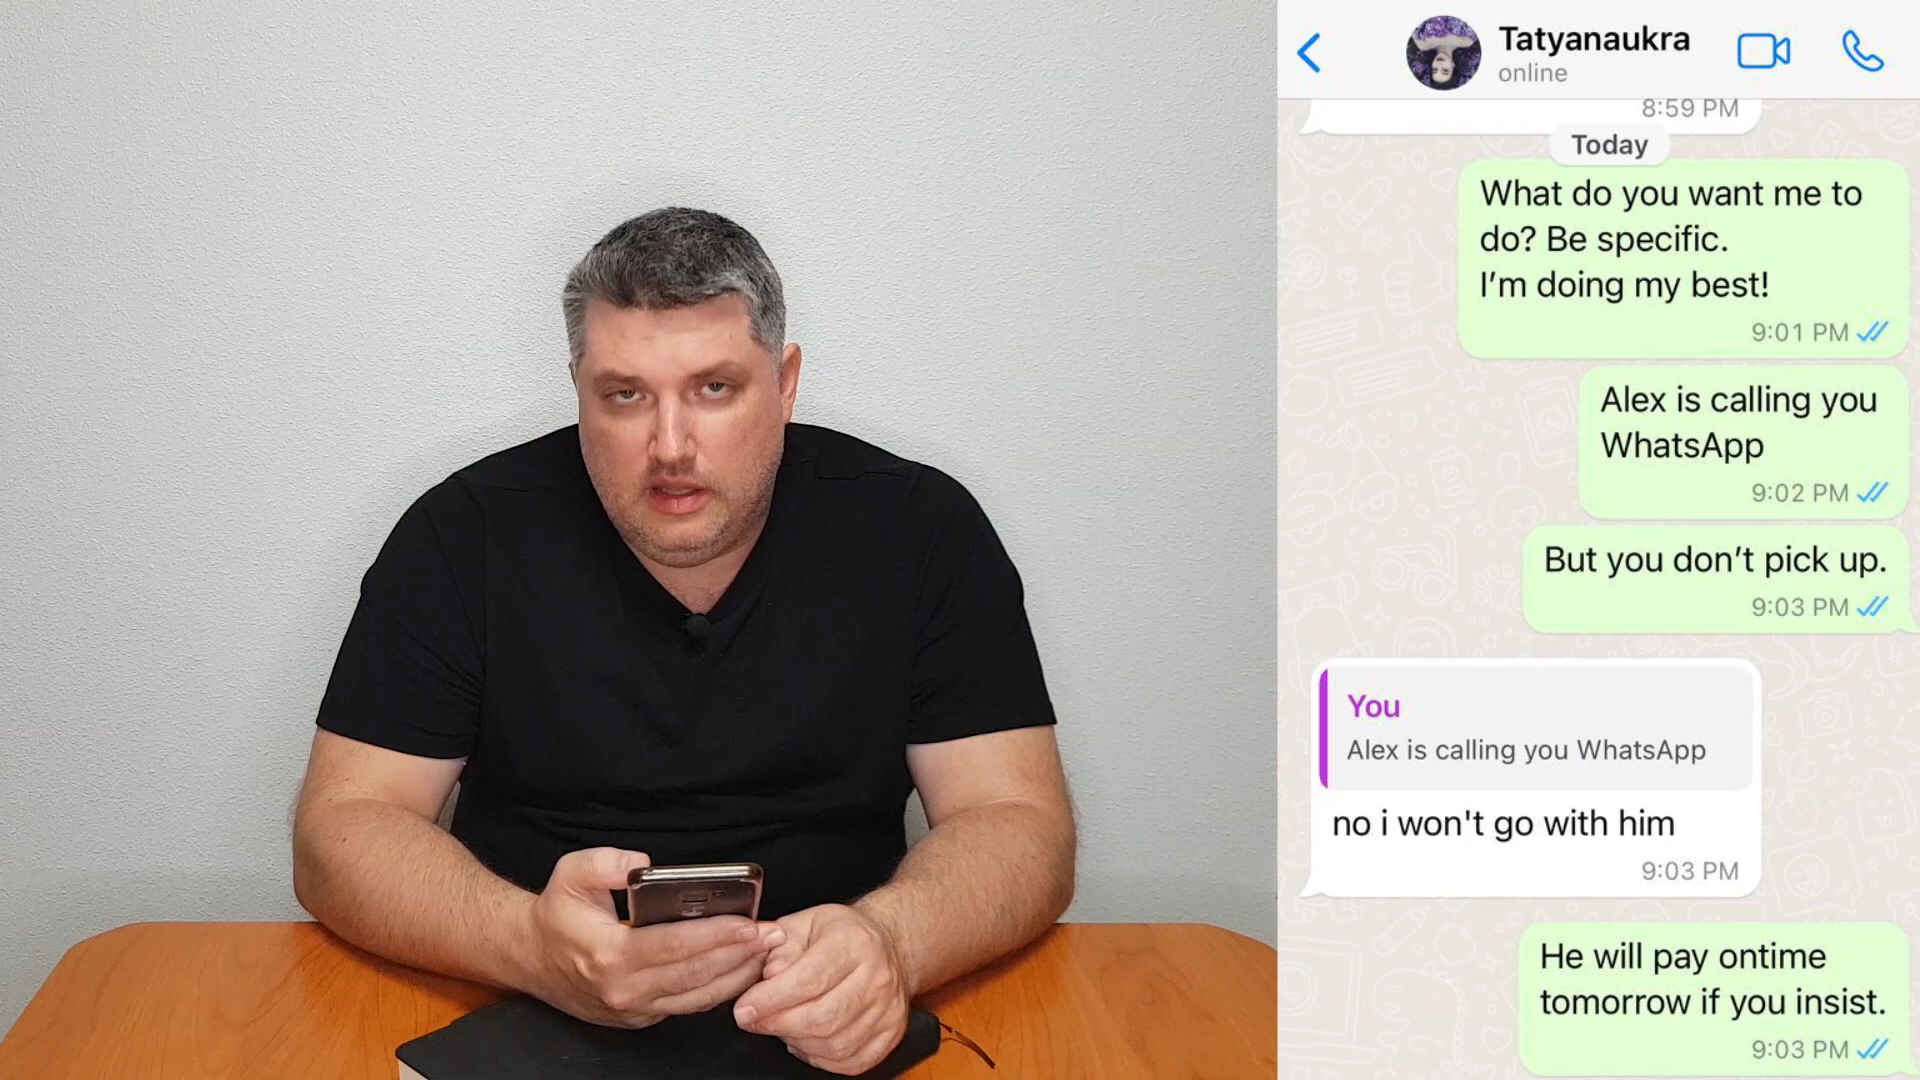 Tatyanaukra
online
8:59 PM
Today
What do you want me to
do? Be specific.
I'm doing my best!
9:01 PM
Alex is calling you
WhatsApp
9:02 PM
But you don't pick up.
9:03 PM
You
Alex is calling you WhatsApp
no i won't go with him
9:03 PM
He will pay ontime
tomorrow if you insist.
9:03 PM